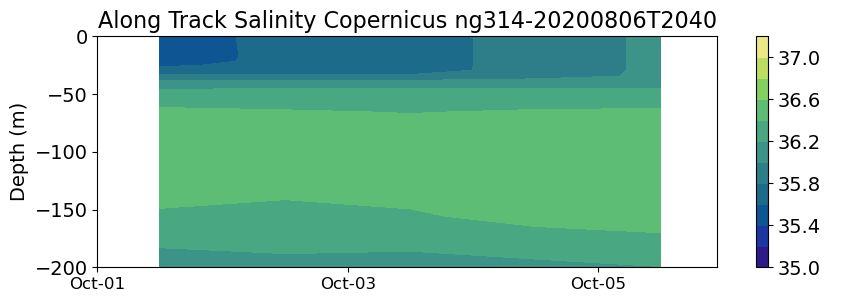 Along Track Salinity Copernicus ng314-20200806T2040
0
−50
−100
−150
−200
Depth (m)
Oct-01
Oct-03
Oct-05
37.0
36.6
36.2
35.8
35.4
35.0